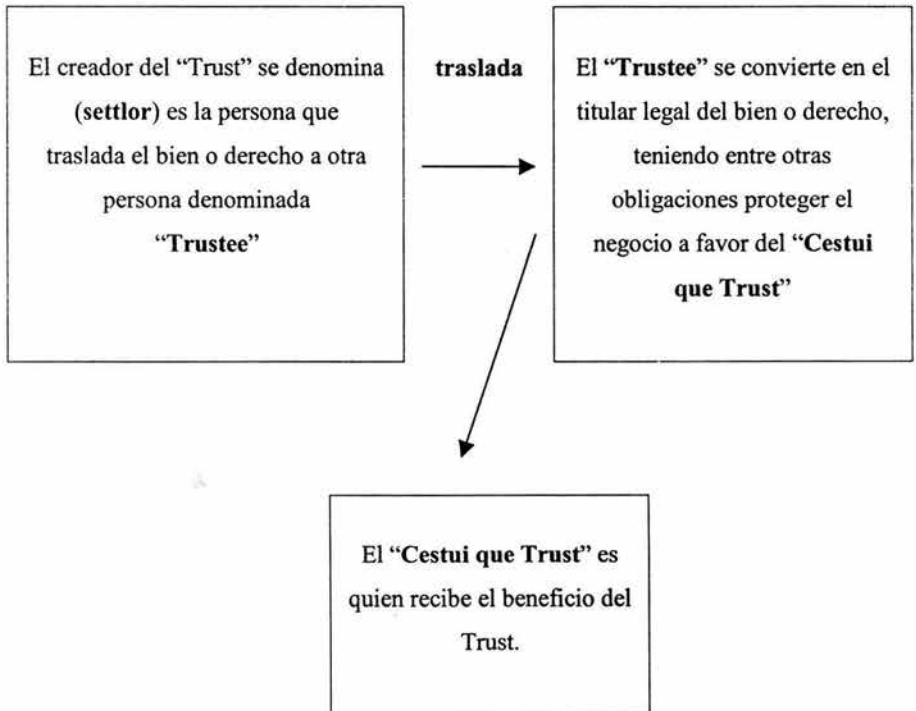 El creador del “Trust” se denomina
(settlor) es la persona que
traslada el bien o derecho a otra
persona denominada
“Trustee”
traslada
El “Trustee” se convierte en el
titular legal del bien o derecho,
teniendo entre otras
obligaciones proteger el
negocio a favor del “Cestui
que Trust”
El “Cestui que Trust” es
quien recibe el beneficio del
Trust.